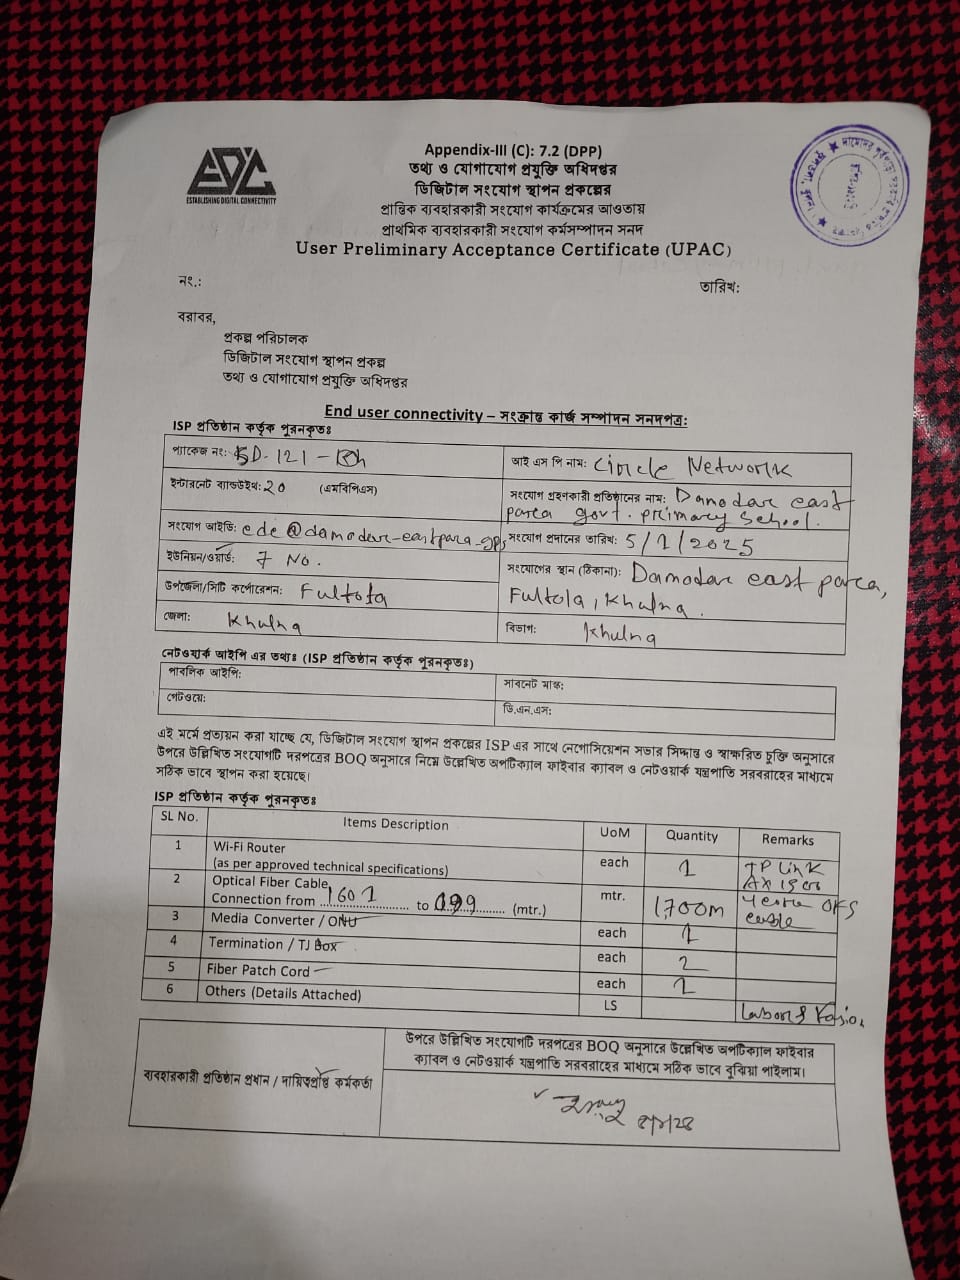 EDC
ESTABLISHING DIGITAL CONNECTIVITY
Appendix-III (C): 7.2 (DPP)
তথ্য ও যোগাযোগ প্রযুক্তি অধিদপ্তর
ডিজিটাল সংযোগ স্থাপন প্রকল্পের
প্রান্তিক ব্যবহারকারী সংযোগ কার্যক্রমের আওতায়
প্রাথমিক ব্যবহারকারী সংযোগ কর্মসম্পাদন সনদ
User Preliminary Acceptance Certificate (UPAC)
নং.:
তারিখ:
বরাবর,
প্রকল্প পরিচালক
ডিজিটাল সংযোগ স্থাপন প্রকল্প
তথ্য ও যোগাযোগ প্রযুক্তি অধিদপ্তর
End user connectivity – সংক্রান্ত কার্জ সম্পাদন সনদপত্র:
ISP প্রতিষ্ঠান কর্তৃক পূরনকৃতঃ
প্যাকেজ নং: SD-121-Kh
আই এস পি নাম: Circle Network
ইন্টারনেট ব্যান্ডউইথ: 20 (এমবিপিএস)
সংযোগ গ্রহনকারী প্রতিষ্ঠানের নাম: Damodar east
para govt. primary School.
সংযোগ আইডি: edc@damodar-eastpara-gps
সংযোগ প্রদানের তারিখ: 5/1/2025
ইউনিয়ন/ওয়ার্ড: 7 No.
সংযোগের স্থান (ঠিকানা): Damodar east para,
Fultola, Khulna.
উপজেলা/সিটি কর্পোরেশন: Fultola
জেলা: Khulna
বিভাগ: Khulna
নেটওয়ার্ক আইপি এর তথ্যঃ (ISP প্রতিষ্ঠান কর্তৃক পূরনকৃতঃ)
পাবলিক আইপি:
সাবনেট মাস্ক:
গেটওয়ে:
ডি.এন.এস:
এই মর্মে প্রত্যয়ন করা যাচ্ছে যে, ডিজিটাল সংযোগ স্থাপন প্রকল্পের ISP এর সাথে নেগোসিয়েশন সভার সিদ্ধান্ত ও স্বাক্ষরিত চুক্তি অনুসারে
উপরে উল্লিখিত সংযোগটি দরপত্রের BOQ অনুসারে নিম্নে উল্লেখিত অপটিক্যাল ফাইবার ক্যাবল ও নেটওয়ার্ক যন্ত্রপাতি সরবরাহের মাধ্যমে
সঠিক ভাবে স্থাপন করা হয়েছে।
ISP প্রতিষ্ঠান কর্তৃক পূরনকৃতঃ
SL No. Items Description UoM Quantity Remarks
1 Wi-Fi Router each 1 TP Link
(as per approved technical specifications)
2 Optical Fiber Cable, mtr. 1,700m 4 core
Connection from 1601 to (mtr.) cable
3 Media Converter / ONU each 1
4 Termination / TJ Box each 2
5 Fiber Patch Cord each 2
6 Others (Details Attached) LS Labor &
উপরে উল্লিখিত সংযোগটি দরপত্রের BOQ অনুসারে উল্লেখিত অপটিক্যাল ফাইবার
ক্যাবল ও নেটওয়ার্ক যন্ত্রপাতি সরবরাহের মাধ্যমে সঠিক ভাবে বুঝিয়া পাইলাম।
ব্যবহারকারী প্রতিষ্ঠান প্রধান / দায়িত্বপ্রাপ্ত কর্মকর্তা